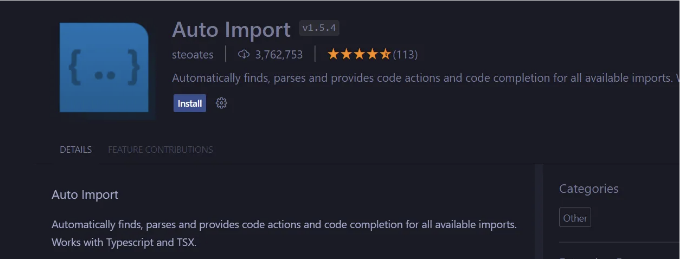 Auto Import v1.5.4
steoates 3,762,753 (113)
Automatically finds, parses and provides code actions and code completion for all available imports.
Install
DETAILS FEATURE CONTRIBUTIONS
Auto Import
Categories
Automatically finds, parses and provides code actions and code completion for all available imports.
Other
Works with Typescript and TSX.